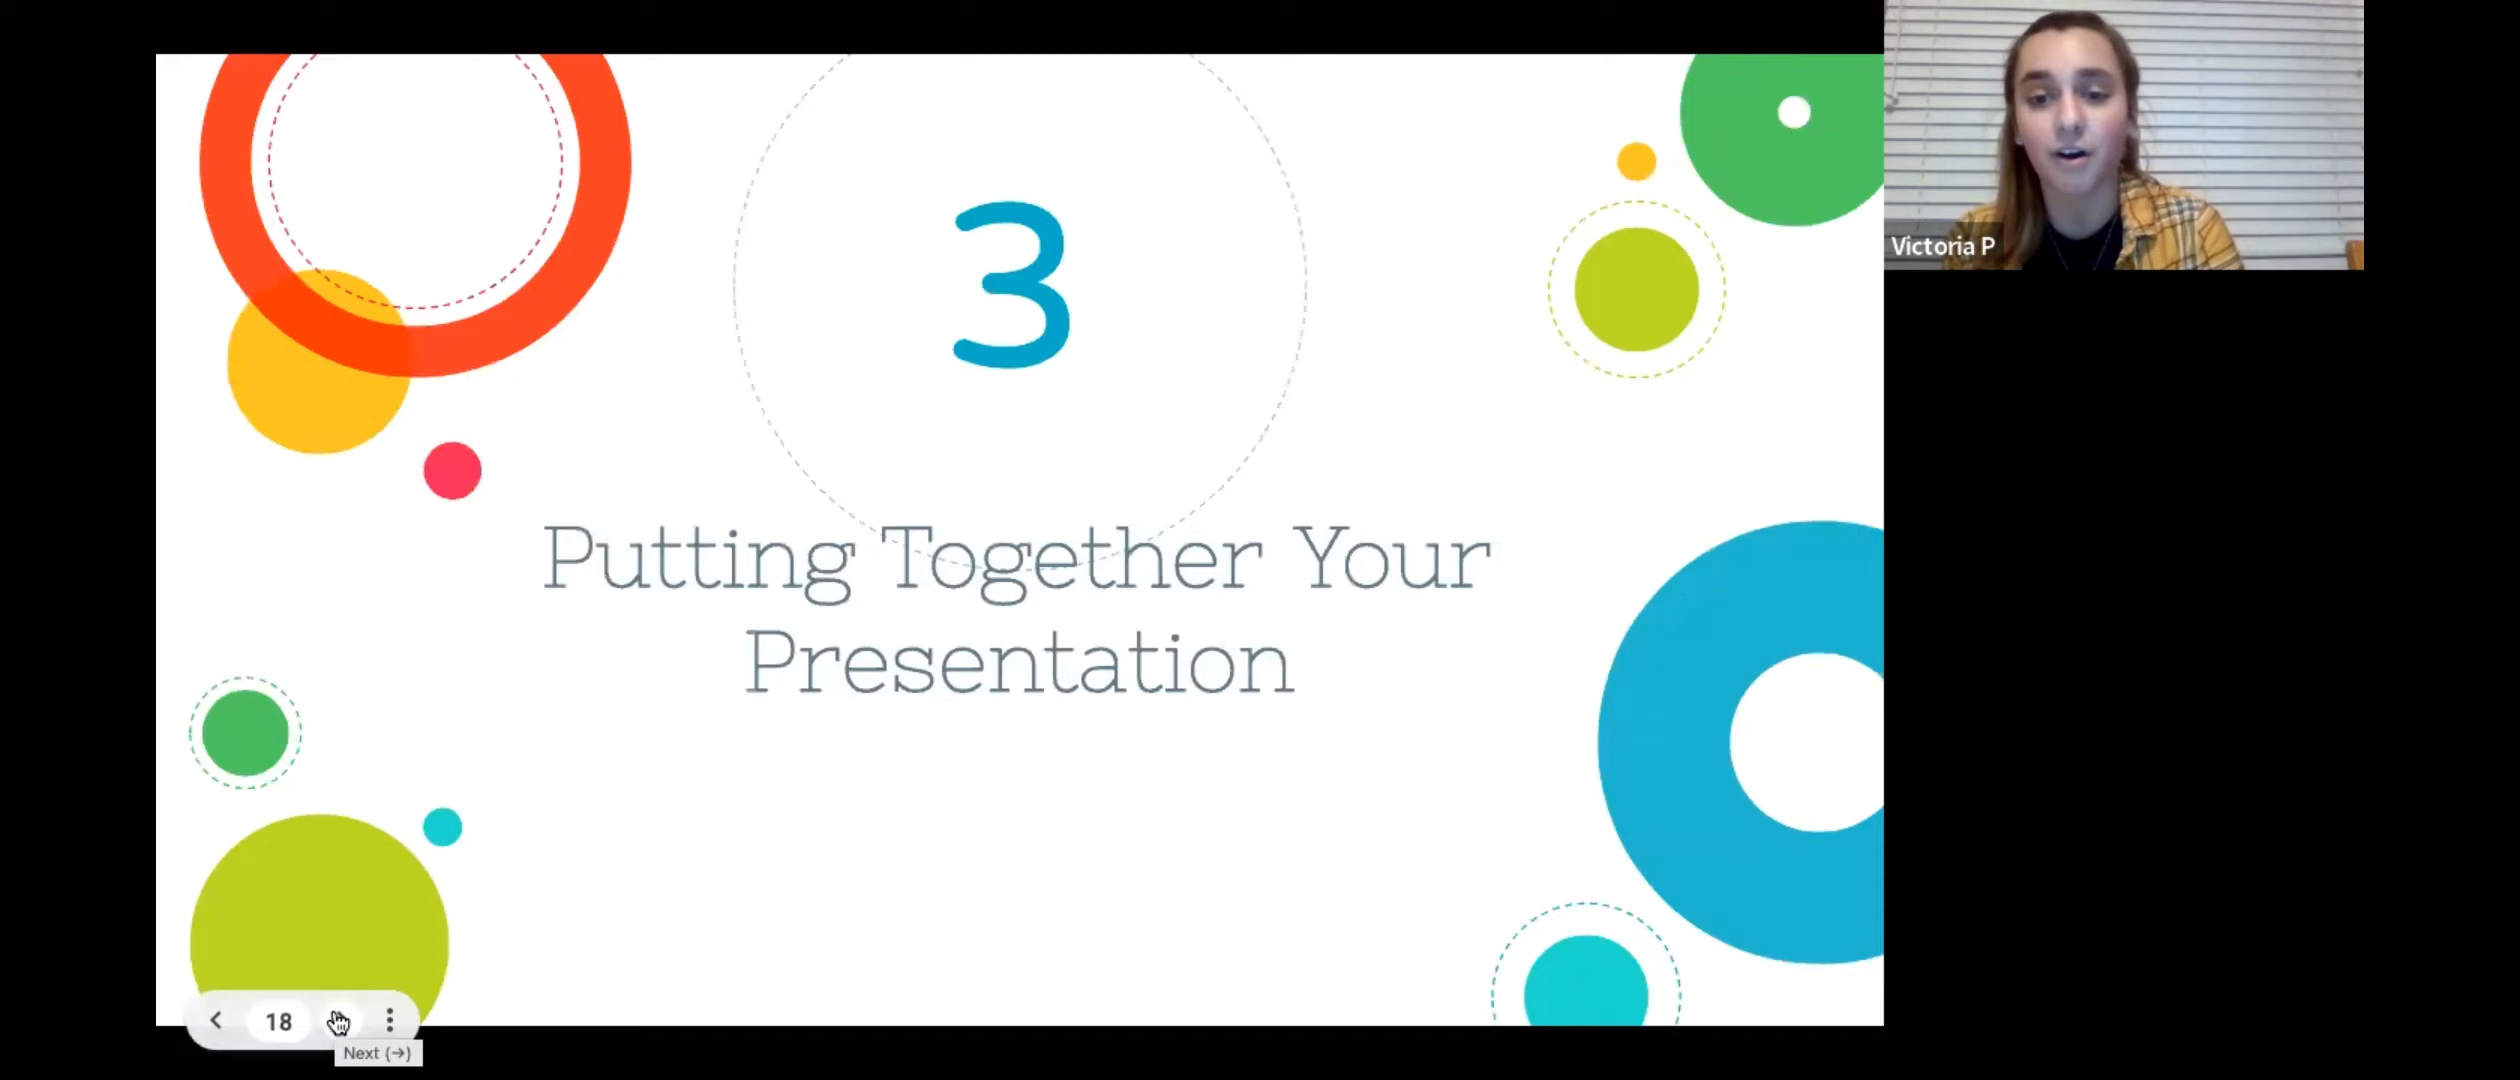 3
Putting Together Your
Presentation
Victoria P
18
Next (→)